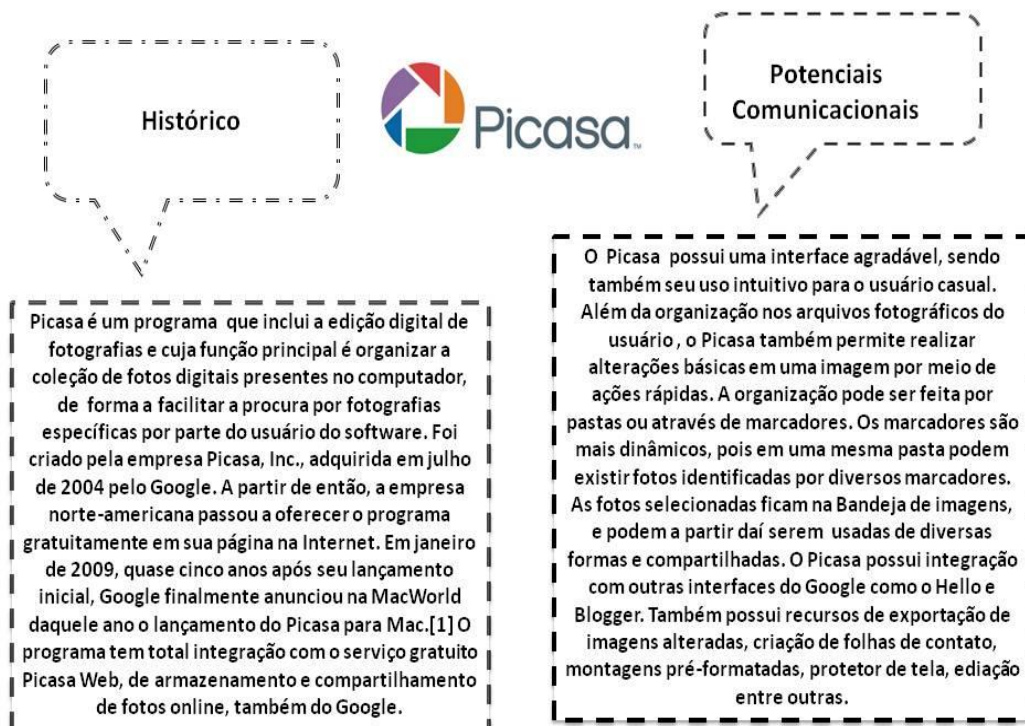 Histórico
Picasa™
Potenciais
Comunicacionais
Picasa é um programa que inclui a edição digital de
fotografias e cuja função principal é organizar a
coleção de fotos digitais presentes no computador,
de forma a facilitar a procura por fotografias
específicas por parte do usuário do software. Foi
criado pela empresa Picasa, Inc., adquirida em julho
de 2004 pelo Google. A partir de então, a empresa
norte-americana passou a oferecer o programa
gratuitamente em sua página na Internet. Em janeiro
de 2009, quase cinco anos após seu lançamento
inicial, Google finalmente anunciou na MacWorld
daquele ano o lançamento do Picasa para Mac.[1] O
programa tem total integração com o serviço gratuito
Picasa Web, de armazenamento e compartilhamento
de fotos online, também do Google.
O Picasa possui uma interface agradável, sendo
também seu uso intuitivo para o usuário casual.
Além da organização nos arquivos fotográficos do
usuário , o Picasa também permite realizar
alterações básicas em uma imagem por meio de
ações rápidas. A organização pode ser feita por
pastas ou através de marcadores. Os marcadores são
mais dinâmicos, pois em uma mesma pasta podem
existir fotos identificadas por diversos marcadores.
As fotos selecionadas ficam na Bandeja de imagens,
e podem a partir daí serem usadas de diversas
formas e compartilhadas. O Picasa possui integração
com outras interfaces do Google como o Hello e
Blogger. Também possui recursos de exportação de
imagens alteradas, criação de folhas de contato,
montagens pré-formatadas, protetor de tela, ediação
entre outras.